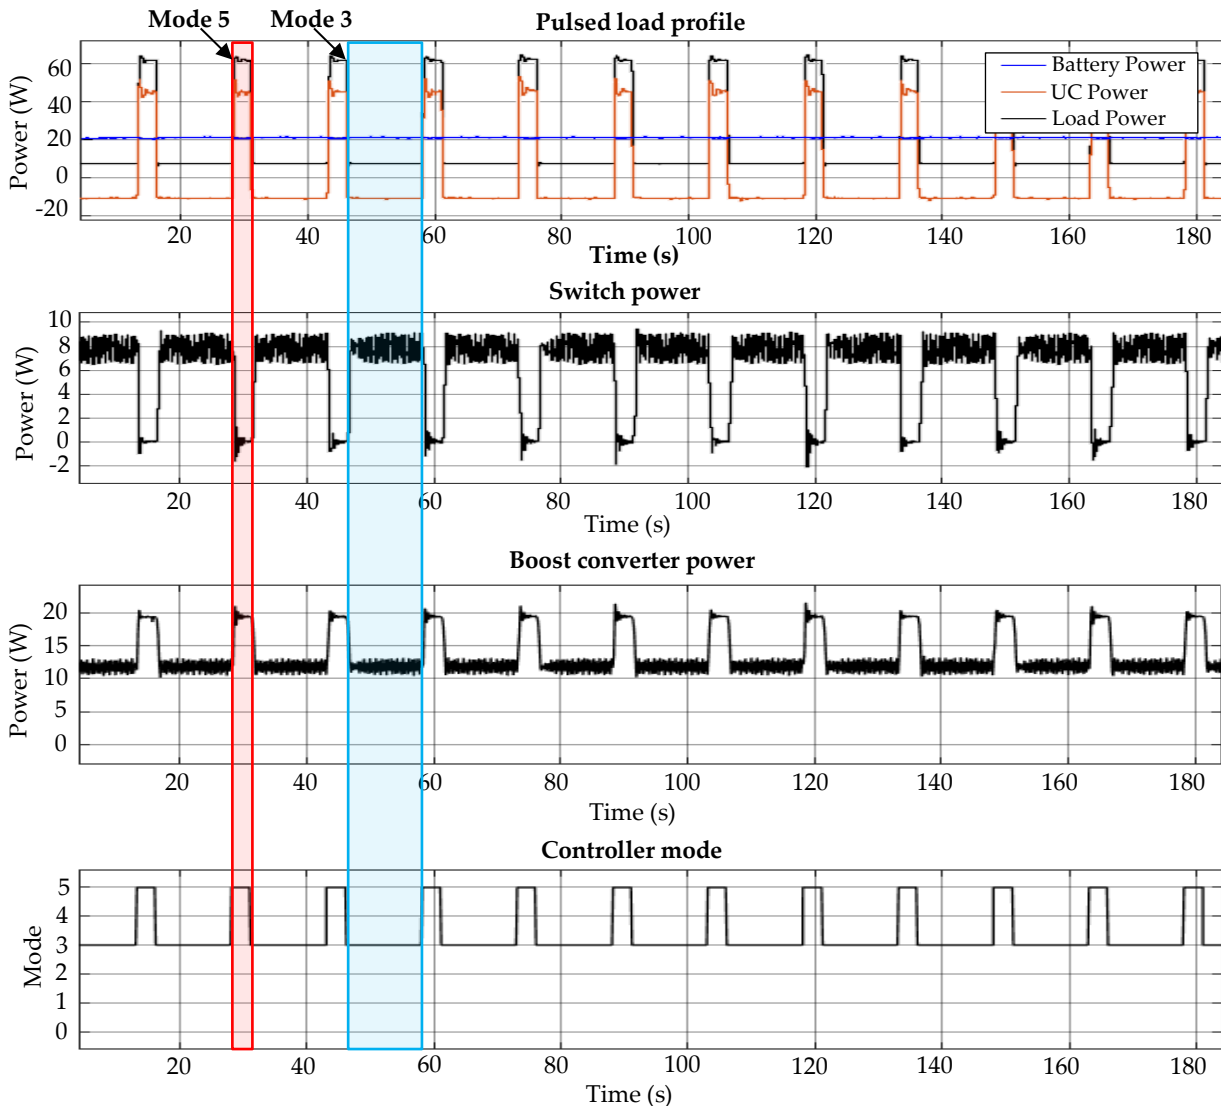 Mode 5
Mode 3
Pulsed load profile
Power (W)
60
40
20
0
-20
Battery Power
UC Power
Load Power
20 40 60 80 100 120 140 160 180
Time (s)
Switch power
Power (W)
10
8
6
4
2
0
-2
20 40 60 80 100 120 140 160 180
Time (s)
Boost converter power
Power (W)
20
15
10
5
0
20 40 60 80 100 120 140 160 180
Time (s)
Controller mode
Mode
5
4
3
2
1
0
20 40 60 80 100 120 140 160 180
Time (s)